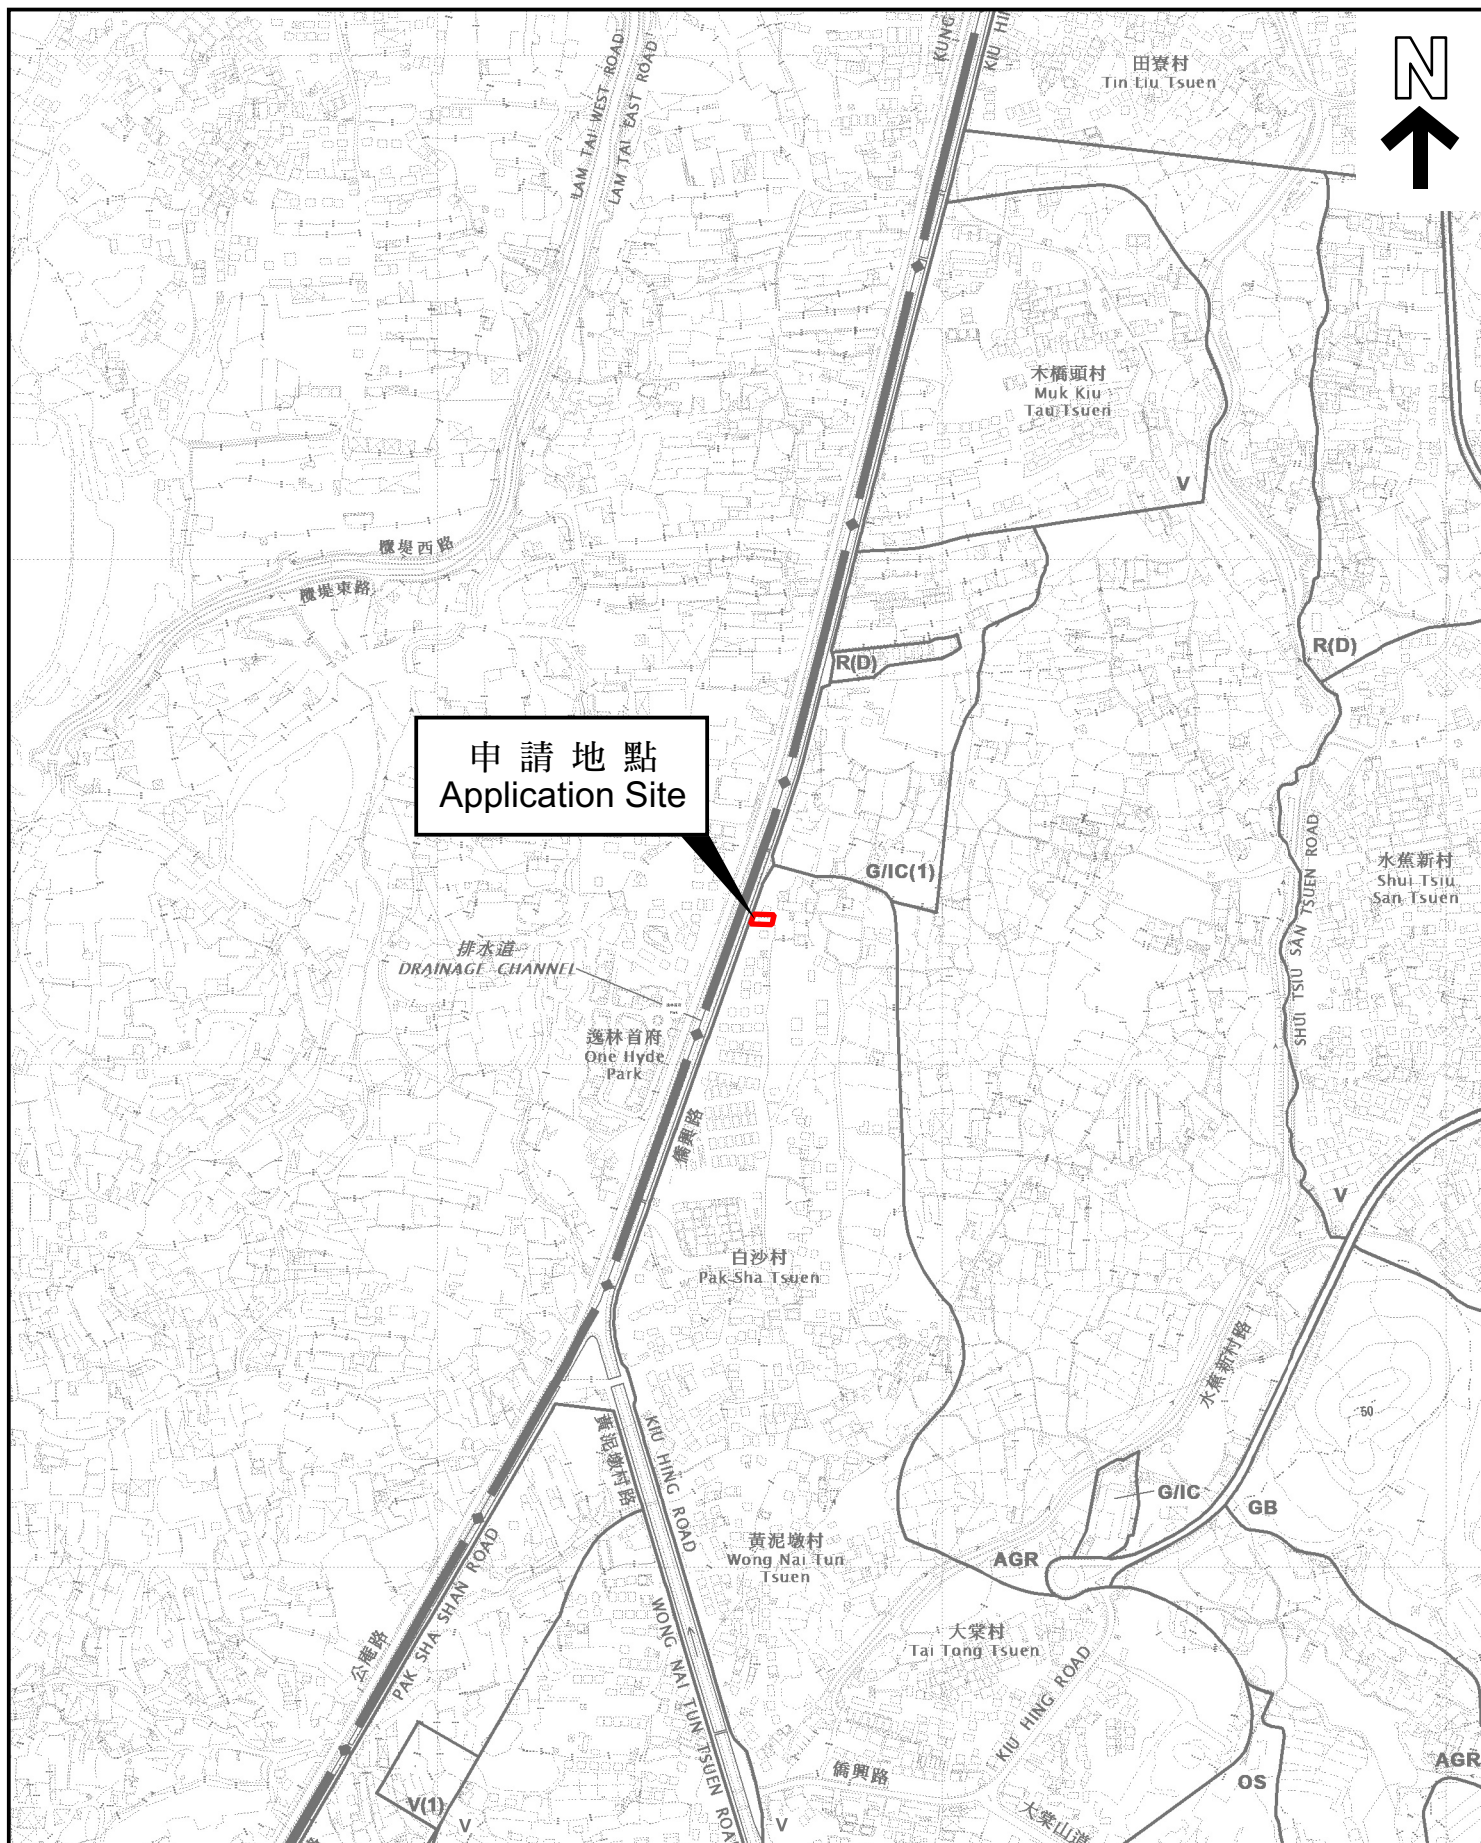 N
田寮村
Tin Liu Tsuen
LAM TAI WEST ROAD
LAM TAI EAST ROAD
KUNG
KIU HI
木橋頭村
Muk Kiu
Tau Tsuen
V
欖堤西路
欖堤東路
R(D)
R(D)
申請地點
Application Site
G/IC(1)
SHUI TSIU SAN TSUEN ROAD
水蕉新村
Shui Tsiu
San Tsuen
排水道
DRAINAGE CHANNEL
逸林首府
One Hyde
Park
僑興路
V
白沙村
Pak Sha Tsuen
水蕉新村路
50
黃泥墩村路
KIU HING ROAD
G/IC
GB
黃泥墩村
Wong Nai Tun
Tsuen
AGR
PAK SHA SHAN ROAD
公庵路
WONG NAI TUN TSUEN ROA
大棠村
Tai Tong Tsuen
KIU HING ROAD
僑興路
大棠山道
AGR
OS
V(1)
V
V